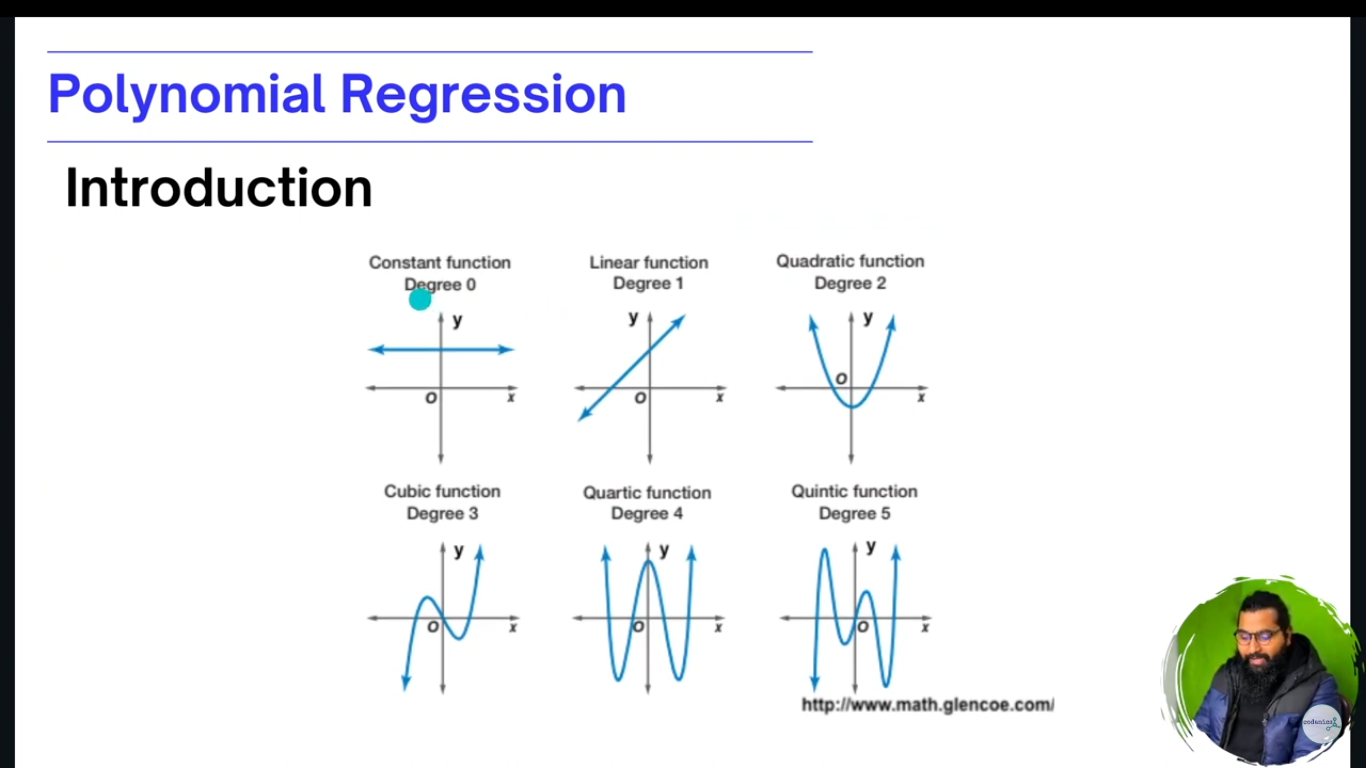 Polynomial Regression
Introduction
Constant function
Degree 0
y
O
x
Linear function
Degree 1
y
O
x
Quadratic function
Degree 2
y
O
x
Cubic function
Degree 3
y
O
x
Quartic function
Degree 4
y
O
x
Quintic function
Degree 5
y
O
x
http://www.math.glencoe.com/
codanics